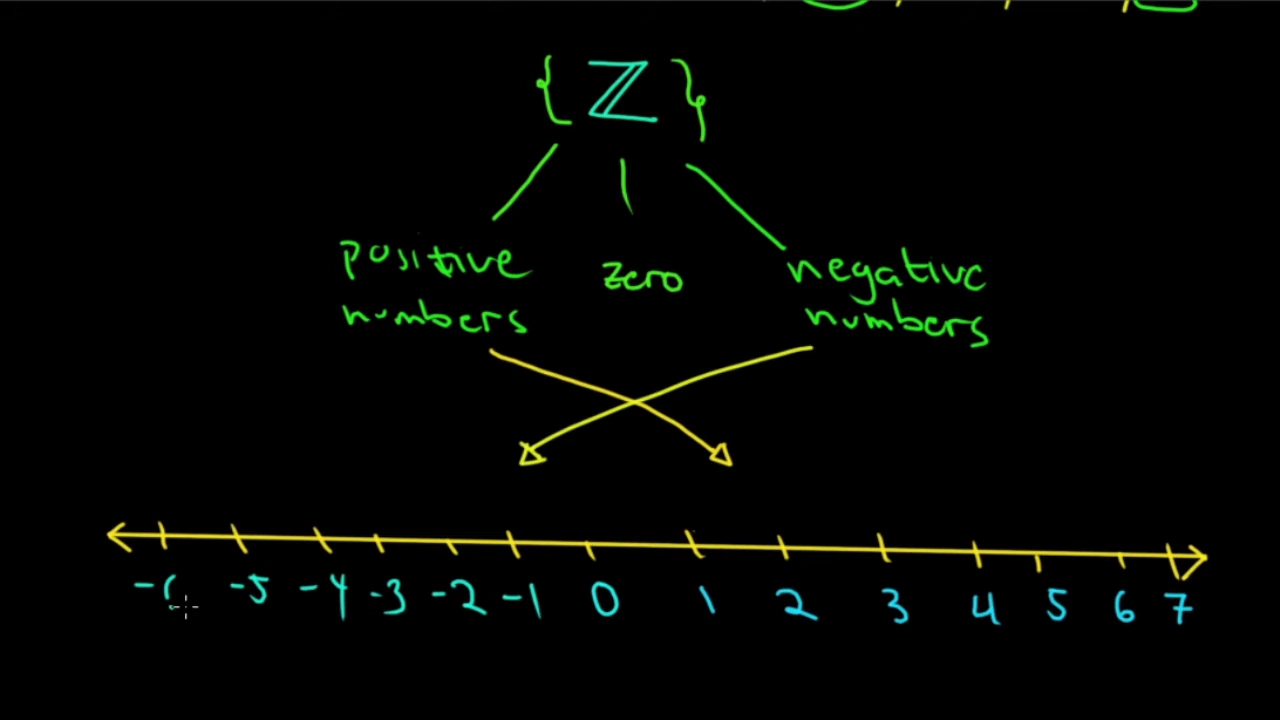 { ℤ }
positive zero negative
numbers numbers
-5 -4 -3 -2 -1 0 1 2 3 4 5 6 7